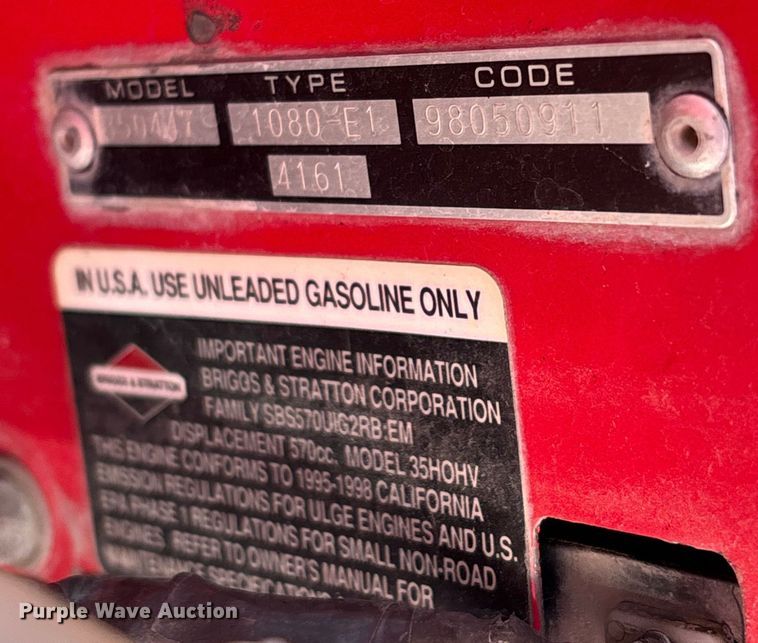 MODEL TYPE CODE
350447 1080-E1 98050911
4161
IN U.S.A. USE UNLEADED GASOLINE ONLY
BRIGGS & STRATTON
IMPORTANT ENGINE INFORMATION
BRIGGS & STRATTON CORPORATION
FAMILY SBS570UIG2RB EM
DISPLACEMENT 570cc. MODEL 35HOHV
THIS ENGINE CONFORMS TO 1995-1998 CALIFORNIA
EMISSION REGULATIONS FOR ULGE ENGINES AND U.S.
EPA PHASE 1 REGULATIONS FOR SMALL NON-ROAD
ENGINES. REFER TO OWNER'S MANUAL FOR
MAINTENANCE SPECIFICATIONS
Purple Wave Auction